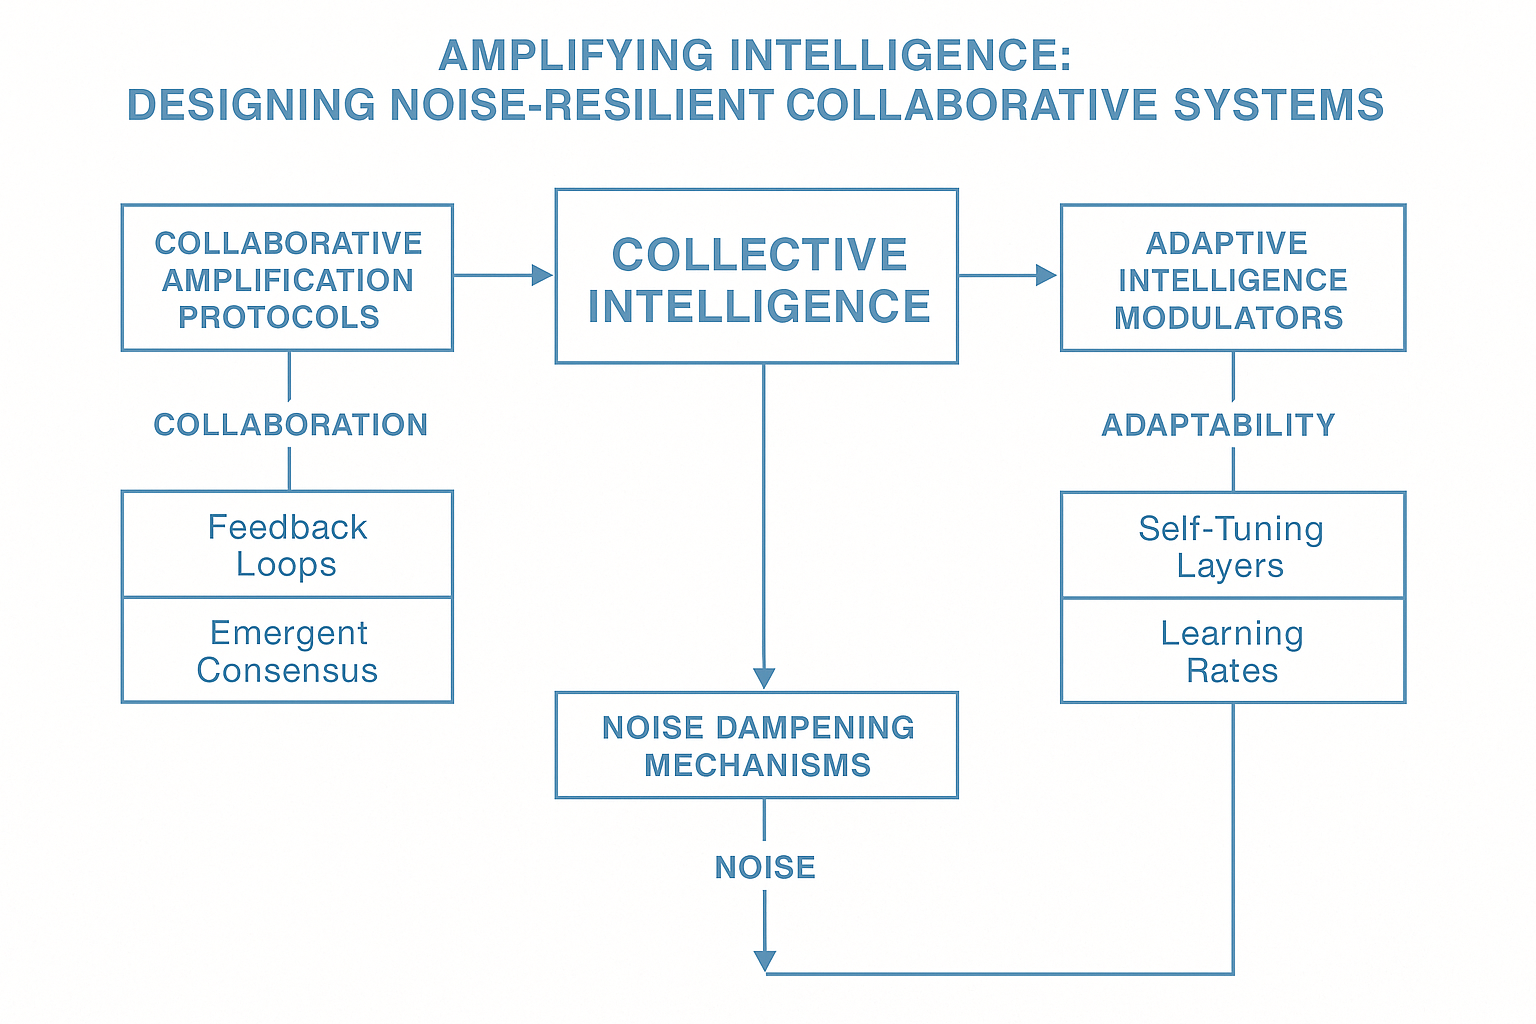 AMPLIFYING INTELLIGENCE:
DESIGNING NOISE-RESILIENT COLLABORATIVE SYSTEMS
COLLABORATIVE
AMPLIFICATION
PROTOCOLS
COLLECTIVE
INTELLIGENCE
ADAPTIVE
INTELLIGENCE
MODULATORS
COLLABORATION
ADAPTABILITY
Feedback
Loops
Emergent
Consensus
Self-Tuning
Layers
Learning
Rates
NOISE DAMPENING
MECHANISMS
NOISE